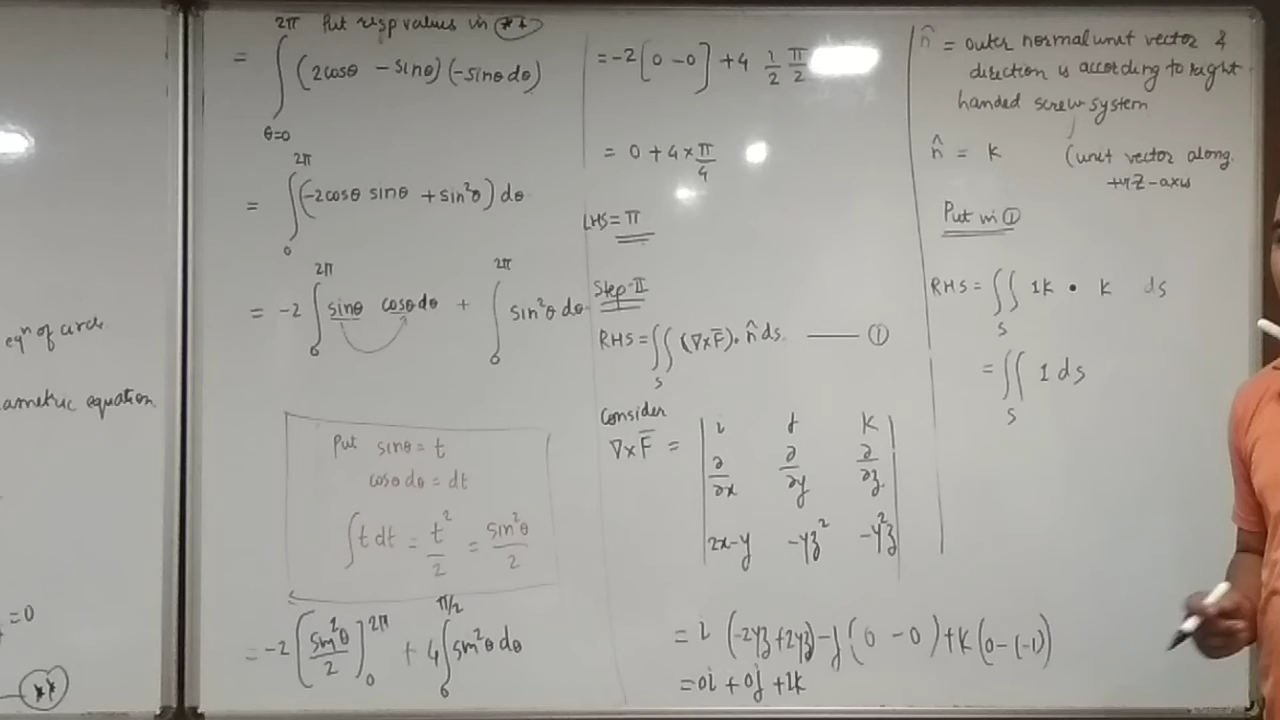 eqⁿ of circle
ametric equation
=0
**
Put resp values in **
= ∫_{θ=0}^{2π} (2cosθ - sinθ)(-sinθ dθ)
= ∫_0^{2π} (-2cosθ sinθ + sin²θ) dθ
= -2 ∫_0^{2π} sinθ cosθ dθ + ∫_0^{2π} sin²θ dθ
Put sinθ = t
cosθ dθ = dt
∫t dt = t²/2 = sin²θ/2
= -2 [sin²θ/2]_0^{2π} + 4 ∫_0^{π/2} sin²θ dθ
= -2[0 - 0] + 4 1/2 π/2
= 0 + 4 × π/4
LHS = π
Step-II
RHS = ∬_S (∇×F̅)·n̂ ds. —— ①
Consider
∇×F̅ = | i j k |
| ∂/∂x ∂/∂y ∂/∂z |
| 2x-y -yz² -y²z |
= i (-2yz + 2yz) - j (0 - 0) + k (0 - (-1))
= 0i + 0j + 1k
n̂ = outer normal unit vector &
direction is according to right
handed screw system
n̂ = k (unit vector along
+ve Z-axis
Put in ①
RHS = ∬_S 1k • k ds
= ∬_S 1 ds